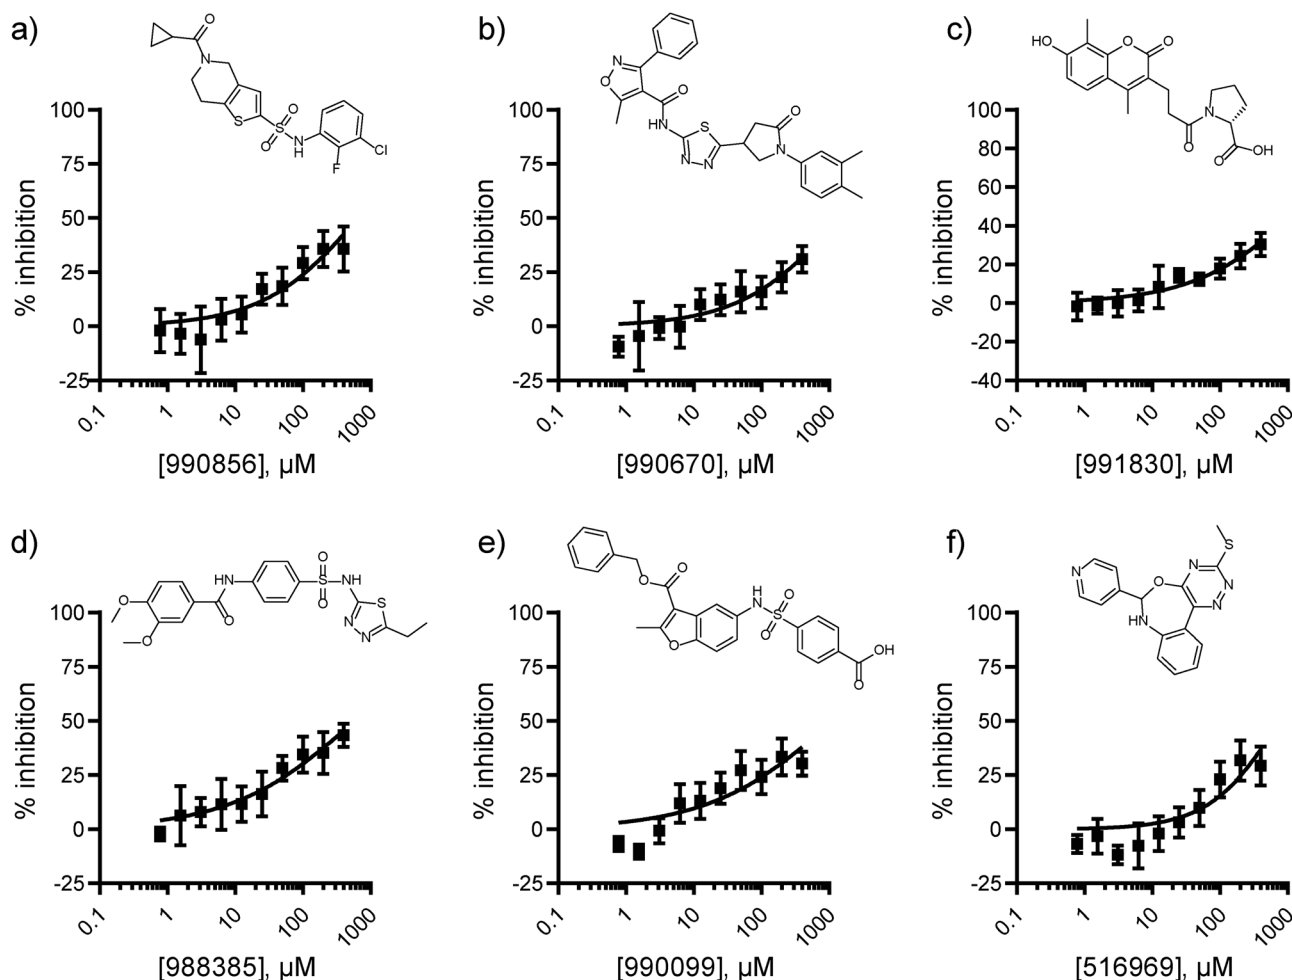 a)
O
N
S
O
S
O
N
H
F
Cl
% inhibition
100
75
50
25
0
-25
0.1
1
10
100
1000
[990856], µM
b)
N
O
O
HN
S
N
N
O
N
% inhibition
100
75
50
25
0
-25
0.1
1
10
100
1000
[990670], µM
c)
HO
O
O
N
O
O
OH
% inhibition
100
80
60
40
20
0
-20
-40
0.1
1
10
100
1000
[991830], µM
d)
O
O
O
HN
O
S
O
NH
S
N
N
% inhibition
100
75
50
25
0
-25
0.1
1
10
100
1000
[988385], µM
e)
O
O
O
H
N
O
S
O
OH
O
% inhibition
100
75
50
25
0
-25
0.1
1
10
100
1000
[990099], µM
f)
S
N
N
N
N
O
HN
% inhibition
100
75
50
25
0
-25
0.1
1
10
100
1000
[516969], µM